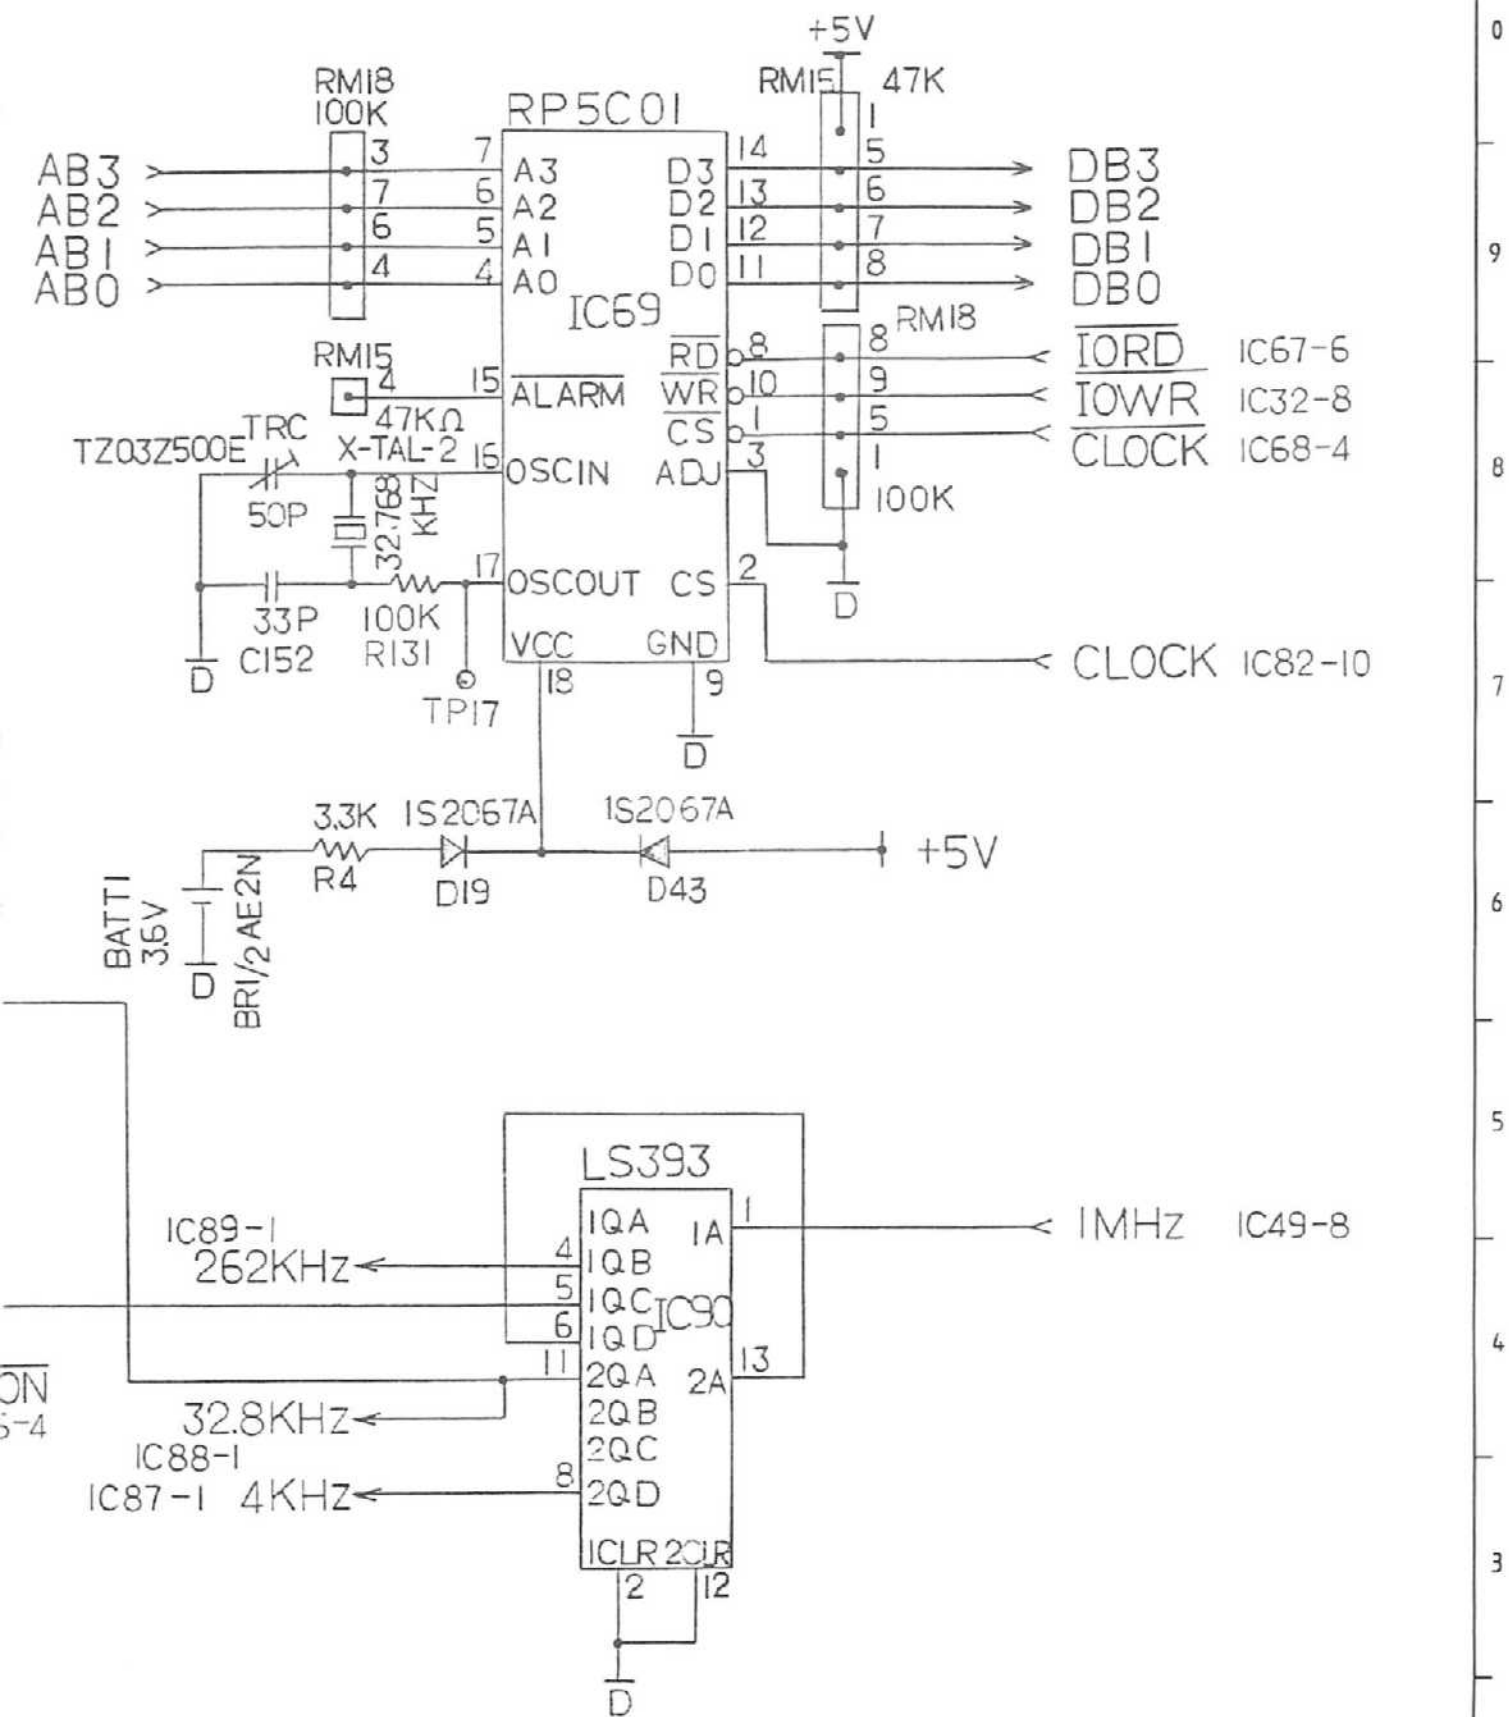 +5V
0
RM18
100K
RP5C01
RM15
47K
1
AB3
3
7
A3
D3
14
5
DB3
AB2
7
6
A2
D2
13
6
DB2
AB1
6
5
A1
D1
12
7
DB1
9
AB0
4
4
A0
D0
11
8
DB0
IC69
RM18
RM15
4
47KΩ
15
ALARM
RD
8
8
IORD
IC67-6
WR
10
9
IOWR
IC32-8
CS
1
5
CLOCK
IC68-4
TRC
TZ03Z500E
50P
X-TAL-2
32.768
KHZ
16
OSCIN
ADJ
3
1
100K
8
D
17
OSCOUT
CS
2
33P
C152
100K
R131
D
TP17
VCC
18
GND
9
D
CLOCK
IC82-10
7
3.3K
R4
1S2067A
D19
1S2067A
D43
+5V
BATT1
3.6V
BR1/2AE2N
D
6
5
LS393
1QA
1A
1
1MHz
IC49-8
IC89-1
262KHz
4
1QB
5
1QC
IC90
6
1QD
4
11
2QA
2A
13
ON
-4
32.8KHz
2QB
IC88-1
2QC
IC87-1
4KHz
8
2QD
1CLR
2CLR
3
2
12
D